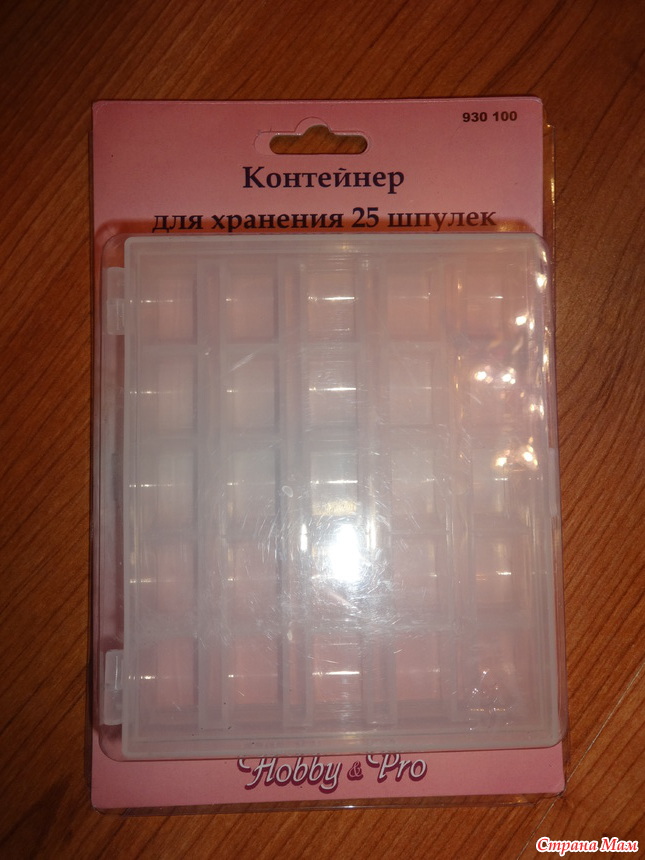 930 100
Контейнер
для хранения 25 шпулек
Hobby & Pro
Страна Мам